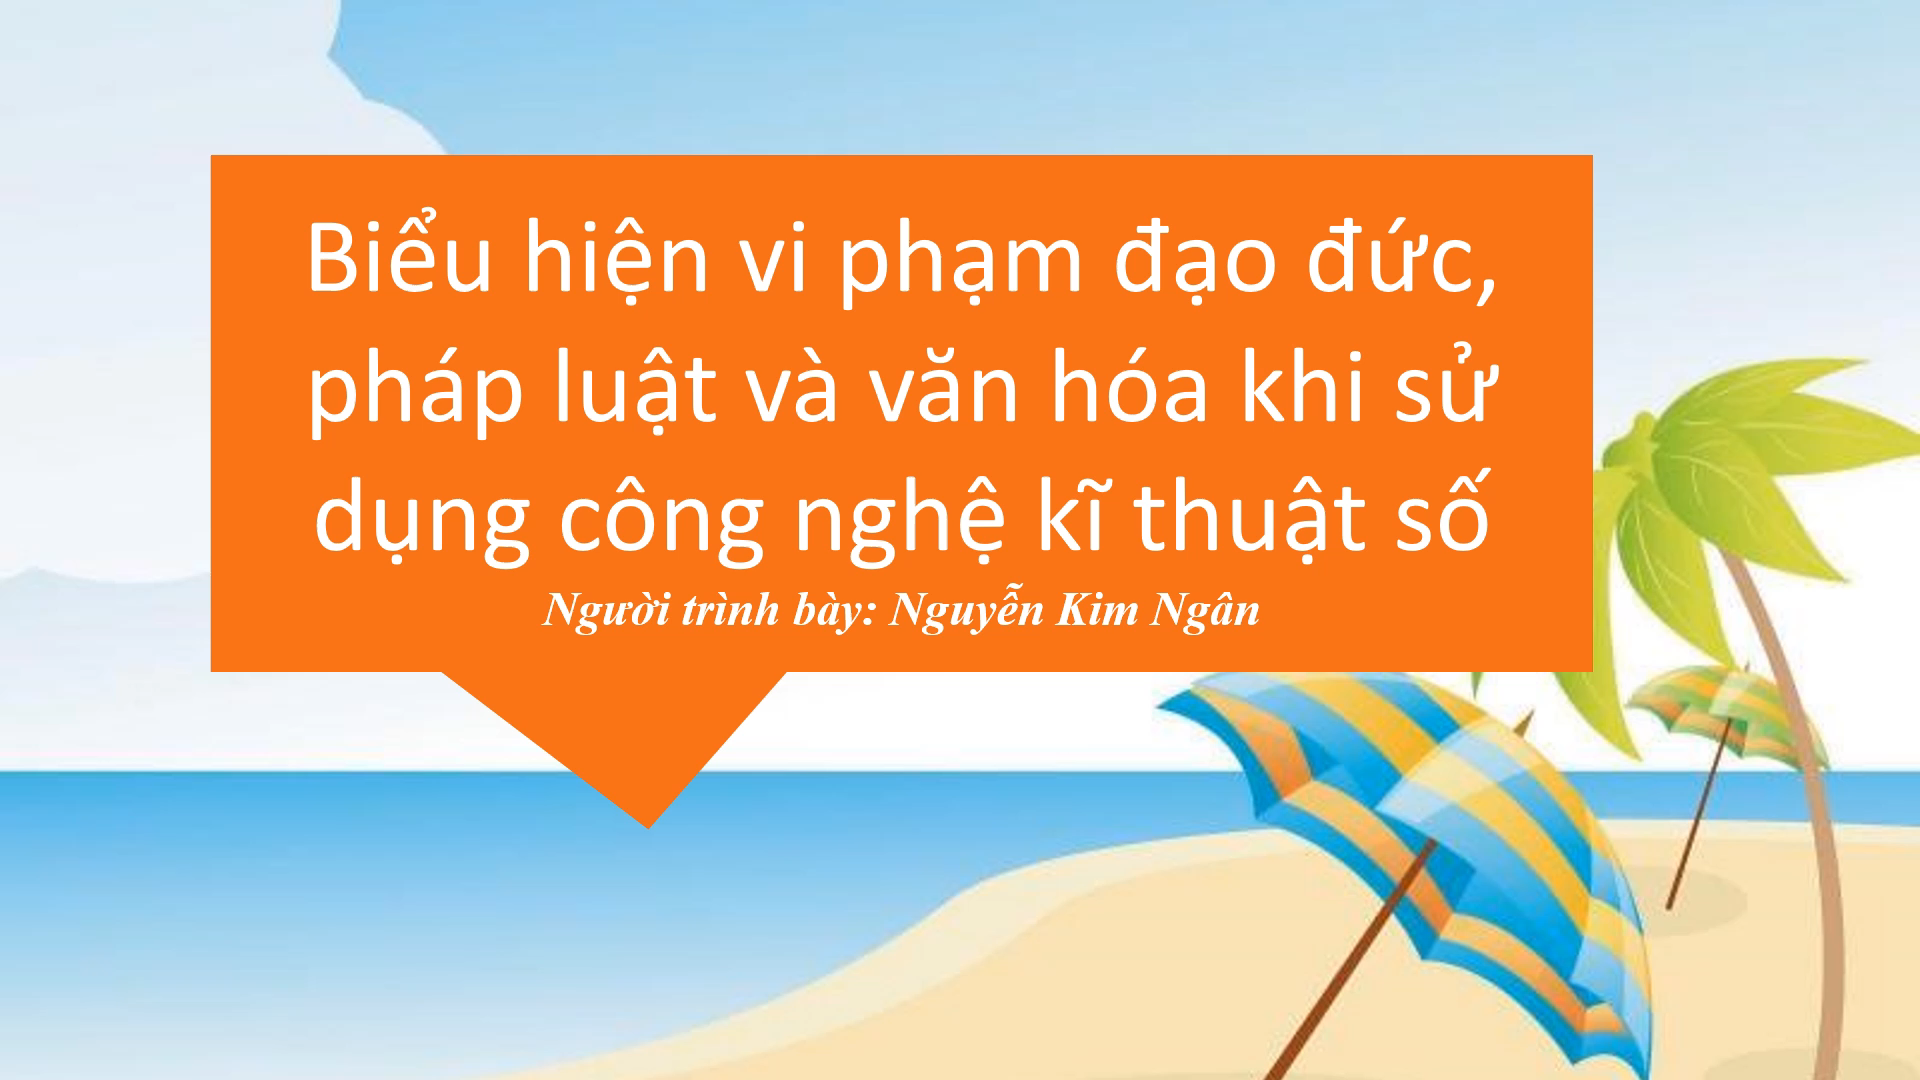 Biểu hiện vi phạm đạo đức,
pháp luật và văn hóa khi sử
dụng công nghệ kĩ thuật số
Người trình bày: Nguyễn Kim Ngân